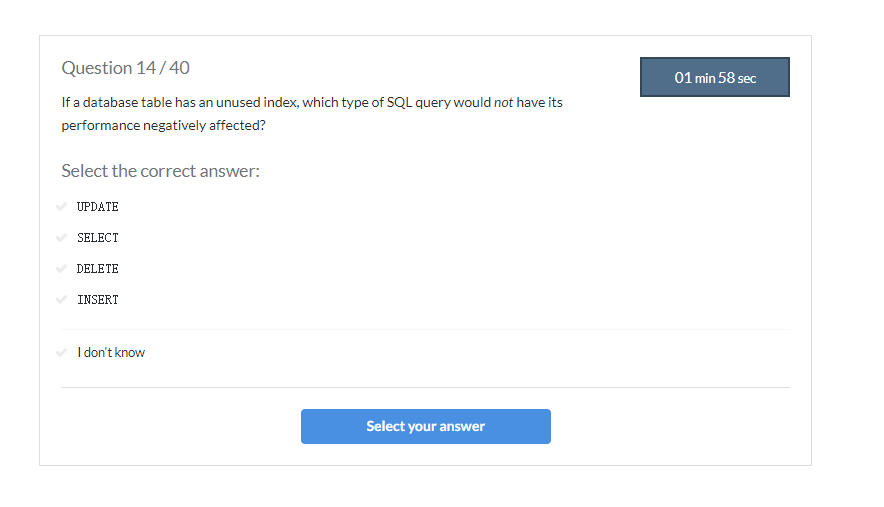 Question 14 / 40
01 min 58 sec
If a database table has an unused index, which type of SQL query would not have its
performance negatively affected?
Select the correct answer:
UPDATE
SELECT
DELETE
INSERT
I don't know
Select your answer